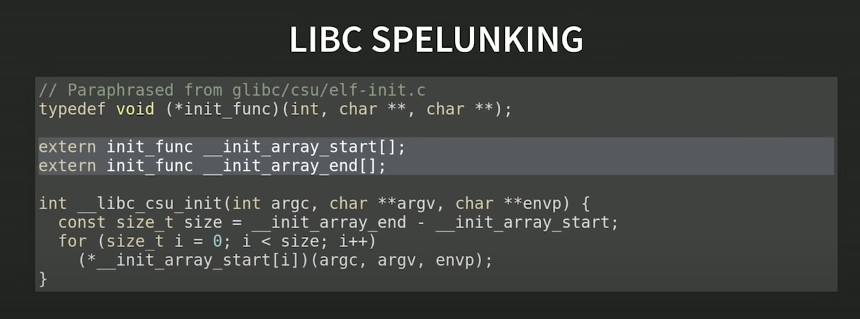 LIBC SPELUNKING
// Paraphrased from glibc/csu/elf-init.c
typedef void (*init_func)(int, char **, char **);
extern init_func __init_array_start[];
extern init_func __init_array_end[];
int __libc_csu_init(int argc, char **argv, char **envp) {
  const size_t size = __init_array_end - __init_array_start;
  for (size_t i = 0; i < size; i++)
    (*__init_array_start[i])(argc, argv, envp);
}